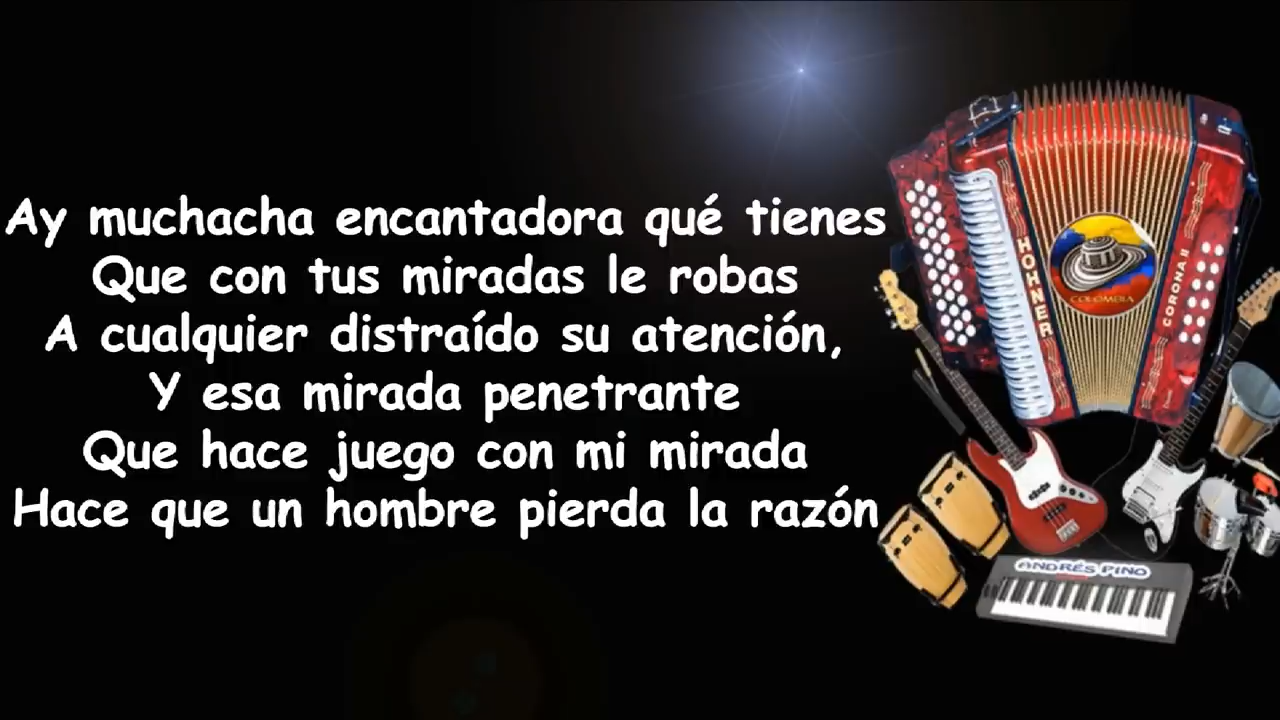 Ay muchacha encantadora qué tienes
Que con tus miradas le robas
A cualquier distraído su atención,
Y esa mirada penetrante
Que hace juego con mi mirada
Hace que un hombre pierda la razón
HOHNER
COLOMBIA
CORONA II
ANDRÉS PINO